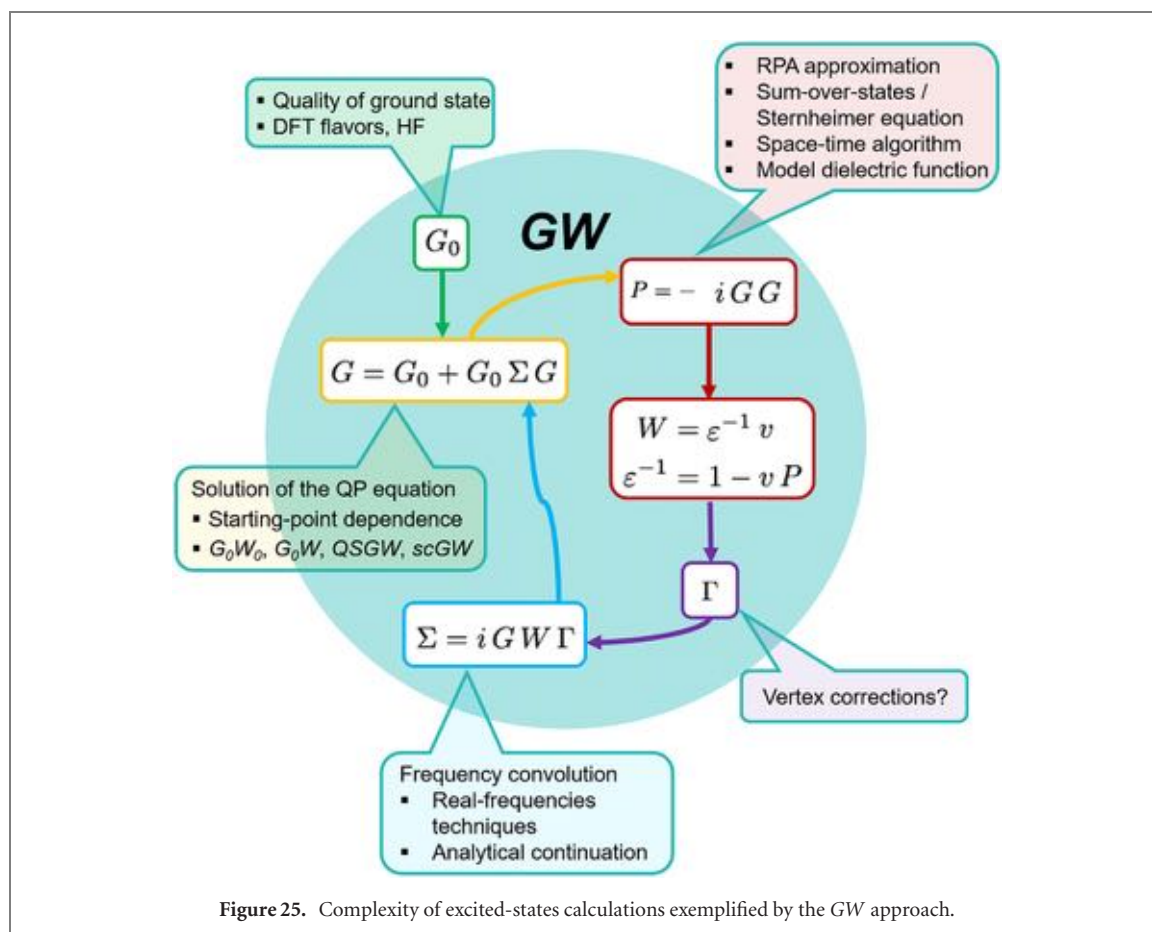 ▪ Quality of ground state
▪ DFT flavors, HF
▪ RPA approximation
▪ Sum-over-states /
Sternheimer equation
▪ Space-time algorithm
▪ Model dielectric function
GW
G₀
P = − i G G
G = G₀ + G₀ Σ G
W = ε⁻¹ v
ε⁻¹ = 1 − v P
Solution of the QP equation
▪ Starting-point dependence
▪ G₀W₀, G₀W, QSGW, scGW
Γ
Σ = i G W Γ
Vertex corrections?
Frequency convolution
▪ Real-frequencies
techniques
▪ Analytical continuation
Figure 25. Complexity of excited-states calculations exemplified by the GW approach.